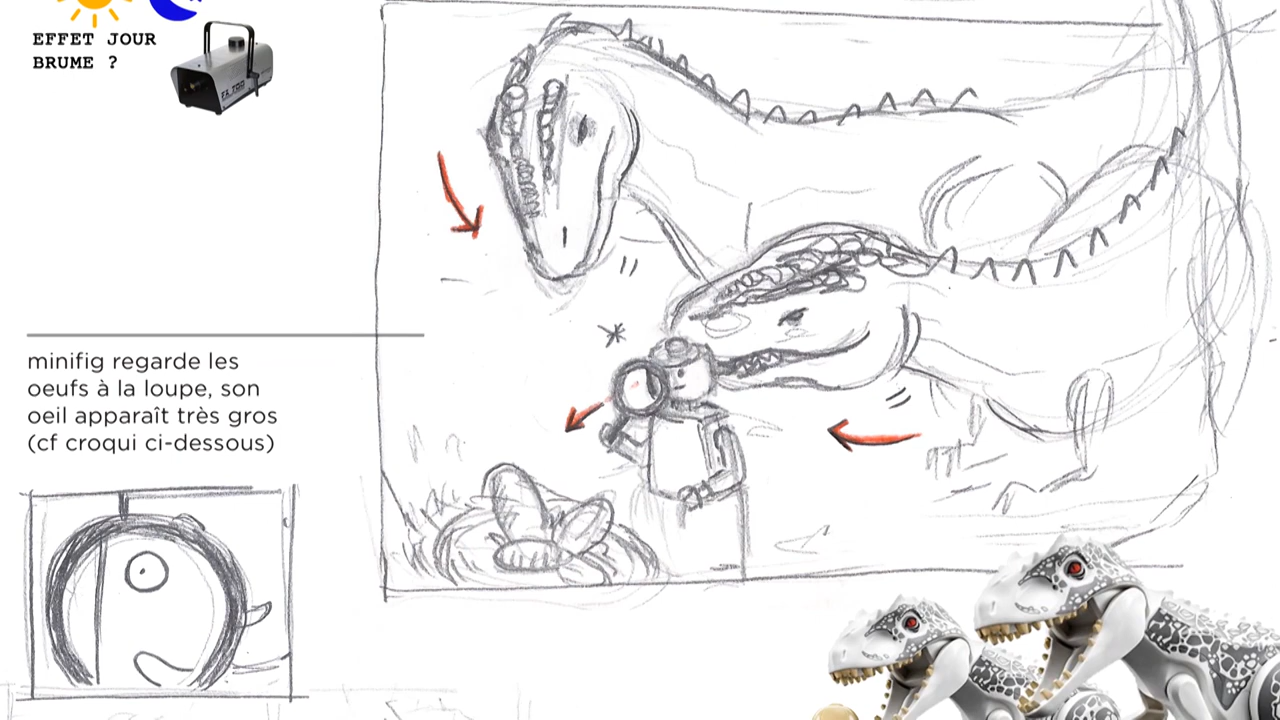 EFFET JOUR
BRUME ?
minifig regarde les
oeufs a la loupe, son
oeil apparaît très gros
(cf croqui ci-dessous)